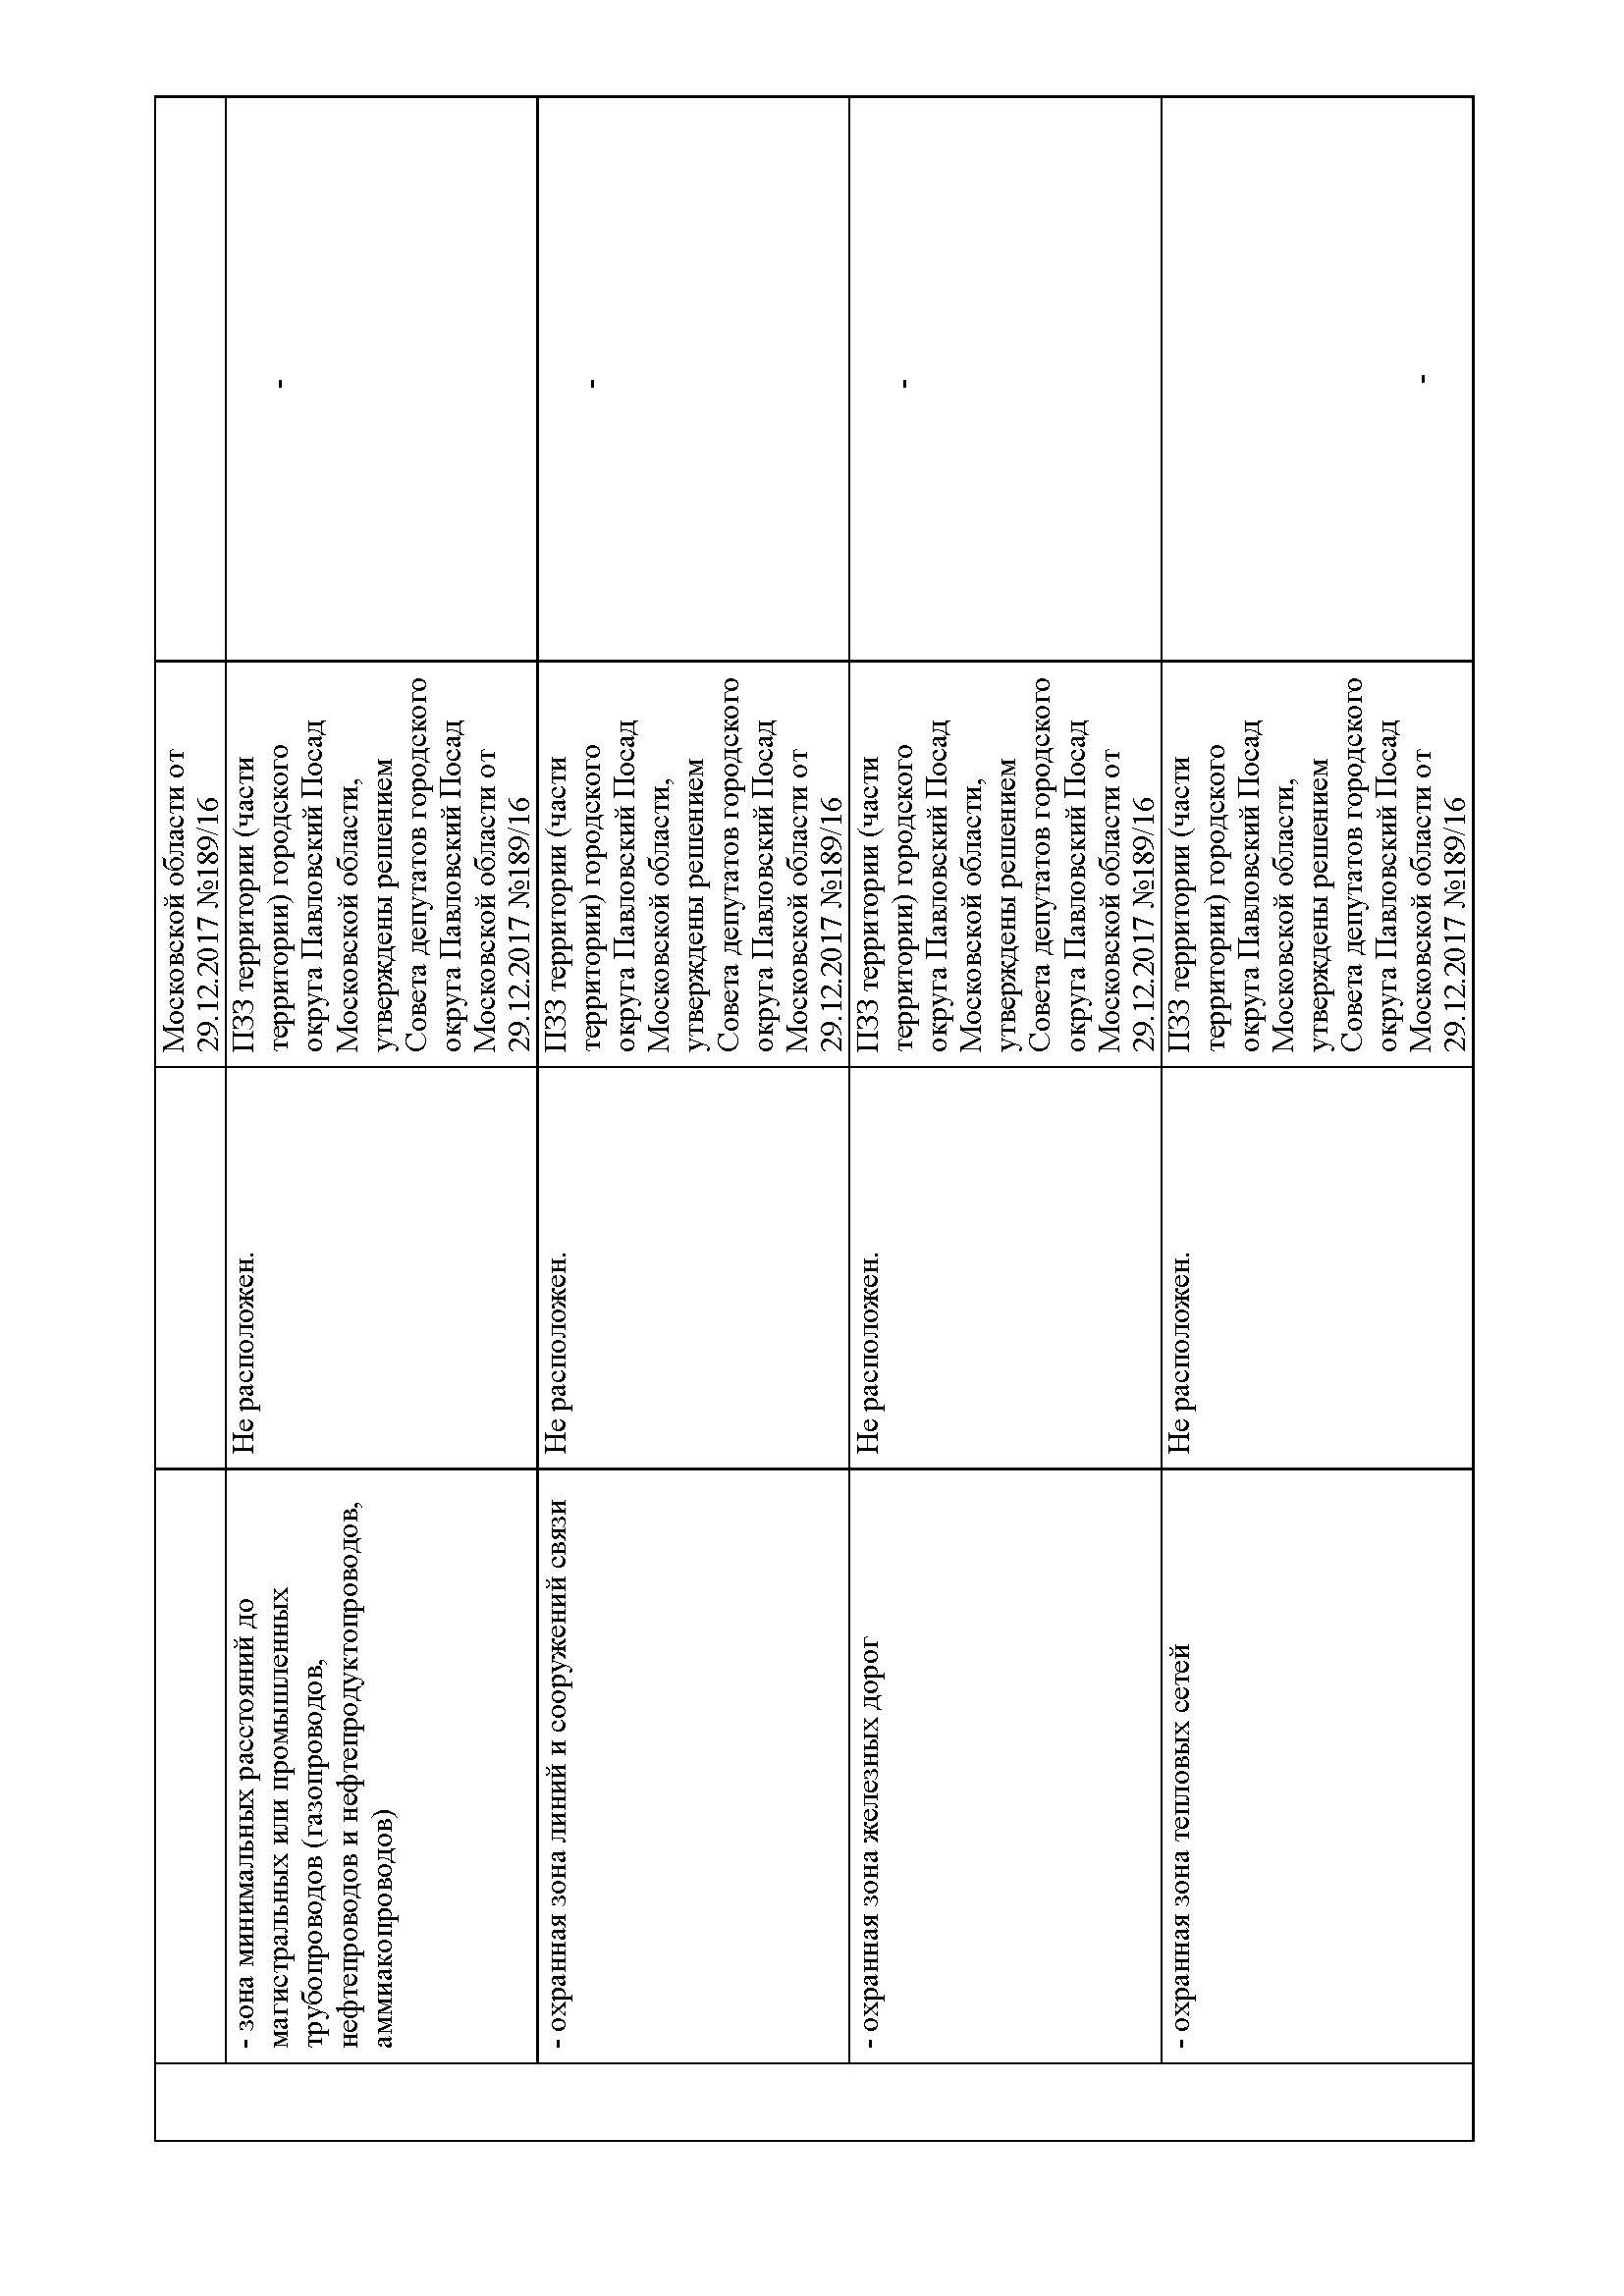 Московской области от
29.12.2017 №189/16
- зона минимальных расстояний до
магистральных или промышленных
трубопроводов (газопроводов,
нефтепроводов и нефтепродуктопроводов,
аммиакопроводов)
Не расположен.
ПЗЗ территории (части
территории) городского
округа Павловский Посад
Московской области,
утверждены решением
Совета депутатов городского
округа Павловский Посад
Московской области от
29.12.2017 №189/16
-
- охранная зона линий и сооружений связи
Не расположен.
ПЗЗ территории (части
территории) городского
округа Павловский Посад
Московской области,
утверждены решением
Совета депутатов городского
округа Павловский Посад
Московской области от
29.12.2017 №189/16
-
- охранная зона железных дорог
Не расположен.
ПЗЗ территории (части
территории) городского
округа Павловский Посад
Московской области,
утверждены решением
Совета депутатов городского
округа Павловский Посад
Московской области от
29.12.2017 №189/16
-
- охранная зона тепловых сетей
Не расположен.
ПЗЗ территории (части
территории) городского
округа Павловский Посад
Московской области,
утверждены решением
Совета депутатов городского
округа Павловский Посад
Московской области от
29.12.2017 №189/16
-